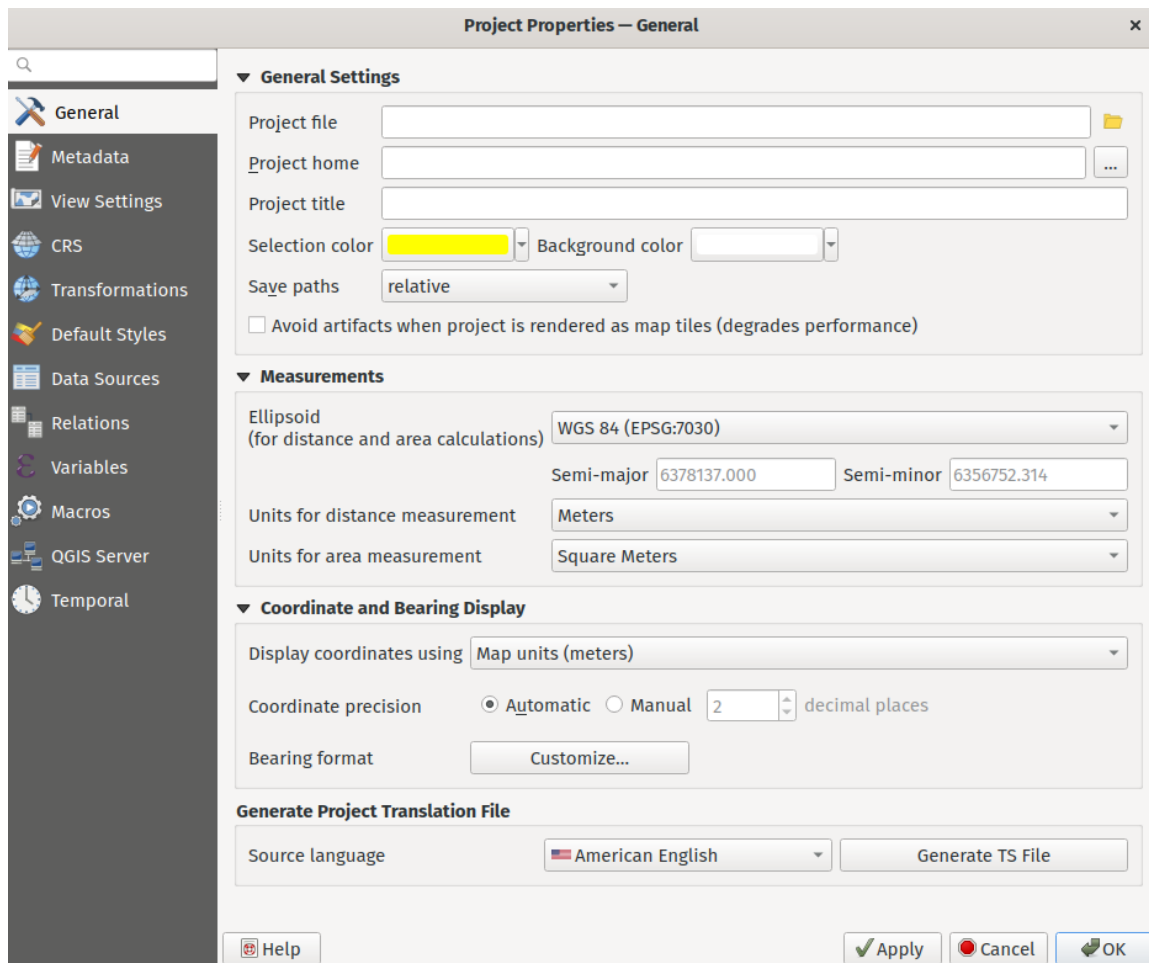 Project Properties — General
General
Metadata
View Settings
CRS
Transformations
Default Styles
Data Sources
Relations
Variables
Macros
QGIS Server
Temporal
General Settings
Project file
Project home
...
Project title
Selection color
Background color
Save paths relative
Avoid artifacts when project is rendered as map tiles (degrades performance)
Measurements
Ellipsoid
(for distance and area calculations) WGS 84 (EPSG:7030)
Semi-major 6378137.000 Semi-minor 6356752.314
Units for distance measurement Meters
Units for area measurement Square Meters
Coordinate and Bearing Display
Display coordinates using Map units (meters)
Coordinate precision Automatic Manual 2 decimal places
Bearing format Customize...
Generate Project Translation File
Source language American English Generate TS File
Help Apply Cancel OK